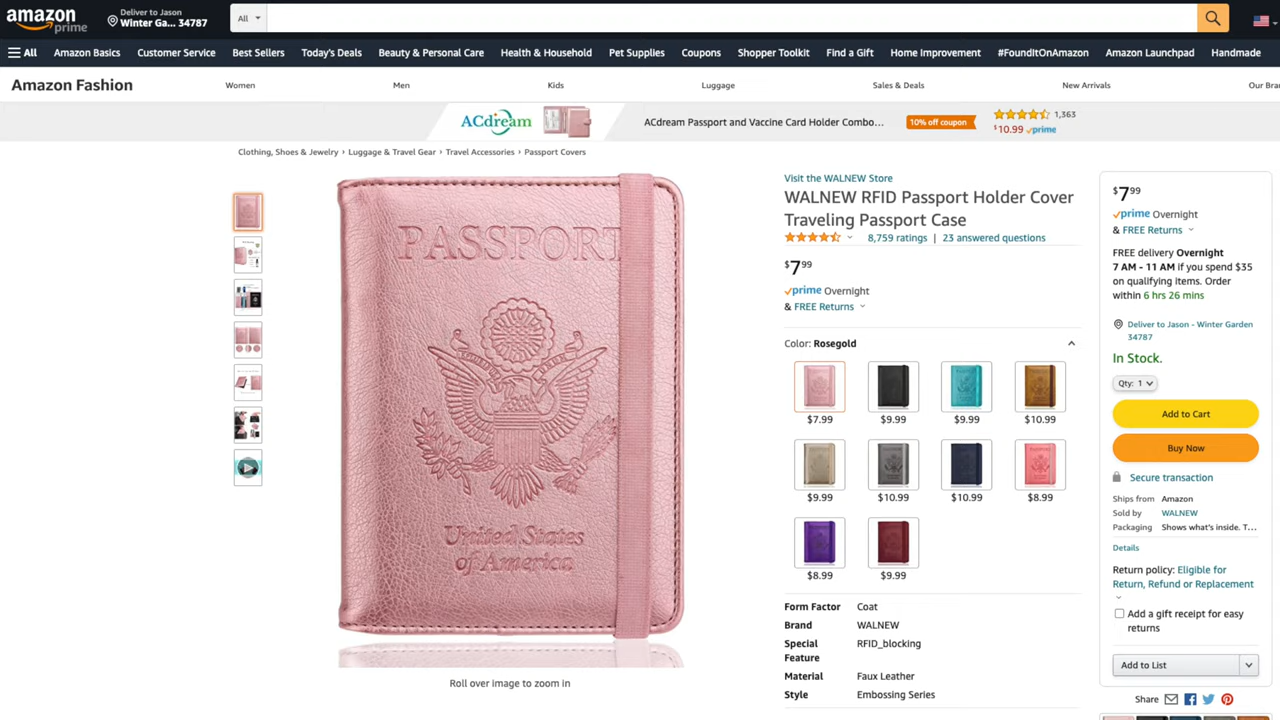 amazon
prime
Deliver to Jason
Winter Ga... 34787
All
All
Amazon Basics
Customer Service
Best Sellers
Today's Deals
Beauty & Personal Care
Health & Household
Pet Supplies
Coupons
Shopper Toolkit
Find a Gift
Home Improvement
#FoundItOnAmazon
Amazon Launchpad
Handmade
Amazon Fashion
Women
Men
Kids
Luggage
Sales & Deals
New Arrivals
Our Bra
ACdream
ACdream Passport and Vaccine Card Holder Combo...
10% off coupon
1,363
$10.99 prime
Clothing, Shoes & Jewelry › Luggage & Travel Gear › Travel Accessories › Passport Covers
PASSPORT
United States
of America
Roll over image to zoom in
Visit the WALNEW Store
WALNEW RFID Passport Holder Cover
Traveling Passport Case
8,759 ratings | 23 answered questions
$7 99
prime Overnight
& FREE Returns
Color: Rosegold
$7.99
$9.99
$9.99
$10.99
$9.99
$10.99
$10.99
$8.99
$8.99
$9.99
Form Factor Coat
Brand WALNEW
Special RFID_blocking
Feature
Material Faux Leather
Style Embossing Series
$7 99
prime Overnight
& FREE Returns
FREE delivery Overnight
7 AM - 11 AM if you spend $35
on qualifying items. Order
within 6 hrs 26 mins
Deliver to Jason - Winter Garden
34787
In Stock.
Qty: 1
Add to Cart
Buy Now
Secure transaction
Ships from Amazon
Sold by WALNEW
Packaging Shows what's inside. T...
Details
Return policy: Eligible for
Return, Refund or Replacement
Add a gift receipt for easy
returns
Add to List
Share